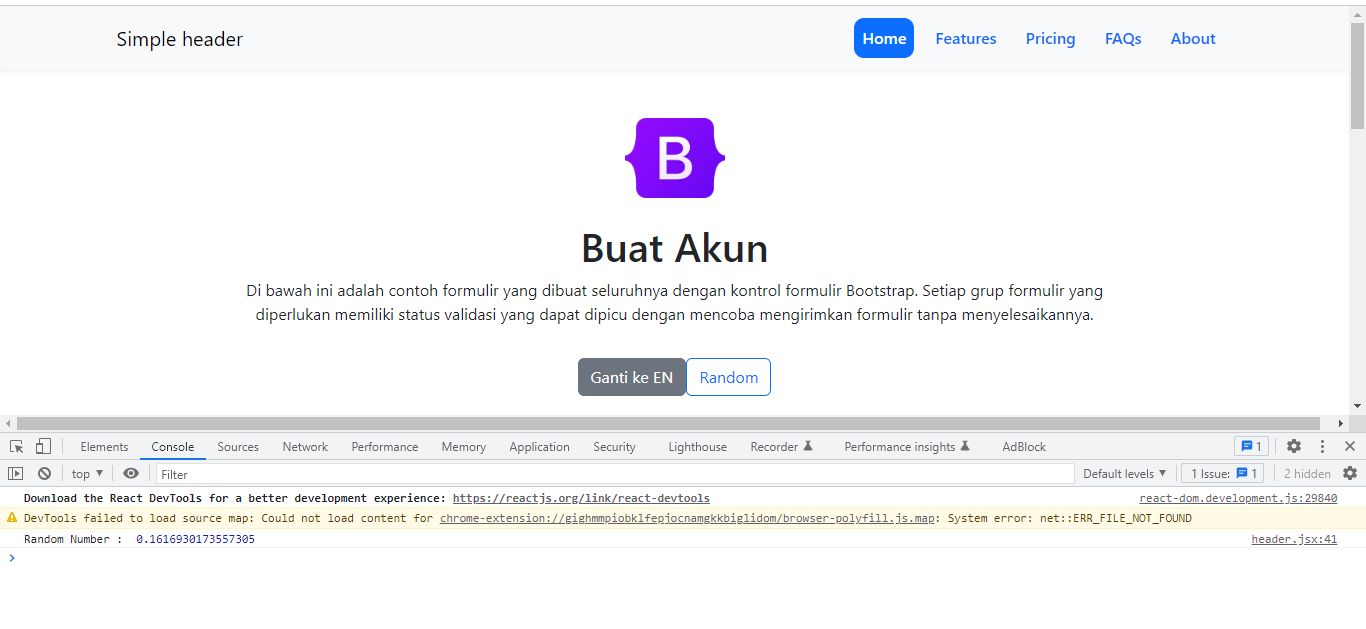 Simple header
Home Features Pricing FAQs About
B
Buat Akun
Di bawah ini adalah contoh formulir yang dibuat seluruhnya dengan kontrol formulir Bootstrap. Setiap grup formulir yang
diperlukan memiliki status validasi yang dapat dipicu dengan mencoba mengirimkan formulir tanpa menyelesaikannya.
Ganti ke EN Random
Elements Console Sources Network Performance Memory Application Security Lighthouse Recorder Performance insights AdBlock 1
top Filter Default levels 1 Issue: 1 2 hidden
Download the React DevTools for a better development experience: https://reactjs.org/link/react-devtools react-dom.development.js:29840
DevTools failed to load source map: Could not load content for chrome-extension://gighmmpiobklfepjocnamgkkbiglidom/browser-polyfill.js.map: System error: net::ERR_FILE_NOT_FOUND
Random Number : 0.1616930173557305 header.jsx:41